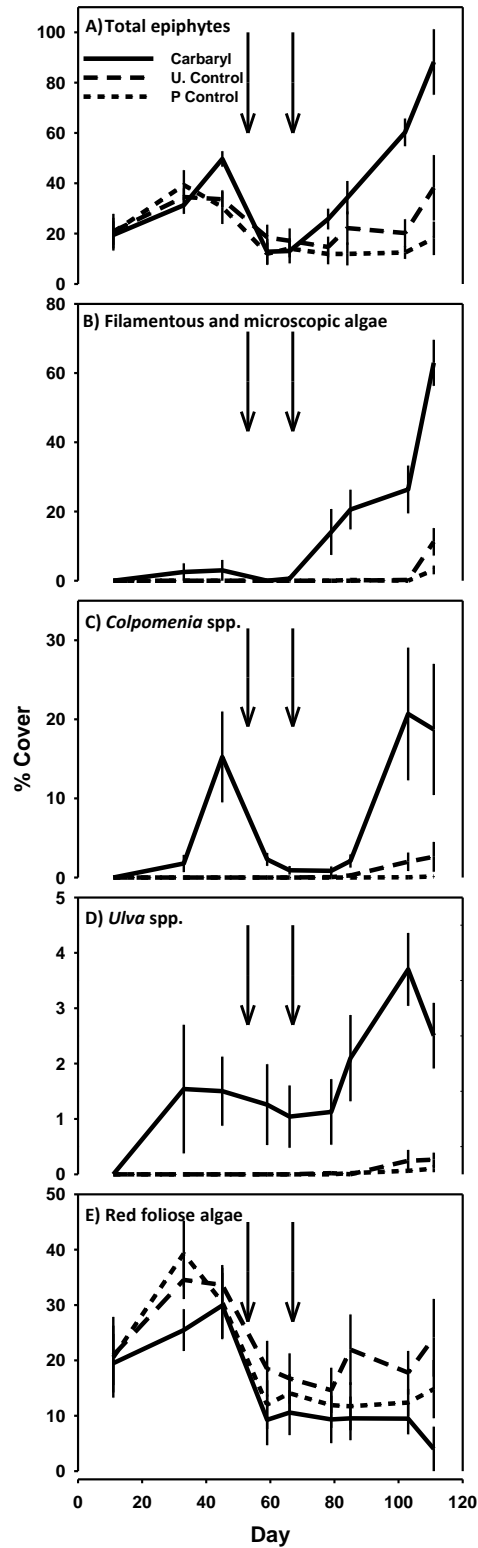 A) Total epiphytes
Carbaryl
U. Control
P Control
100
80
60
40
20
0
B) Filamentous and microscopic algae
80
60
40
20
0
C) Colpomenia spp.
30
20
10
0
D) Ulva spp.
5
4
3
2
1
0
E) Red foliose algae
50
40
30
20
10
0
% Cover
0 20 40 60 80 100 120
Day